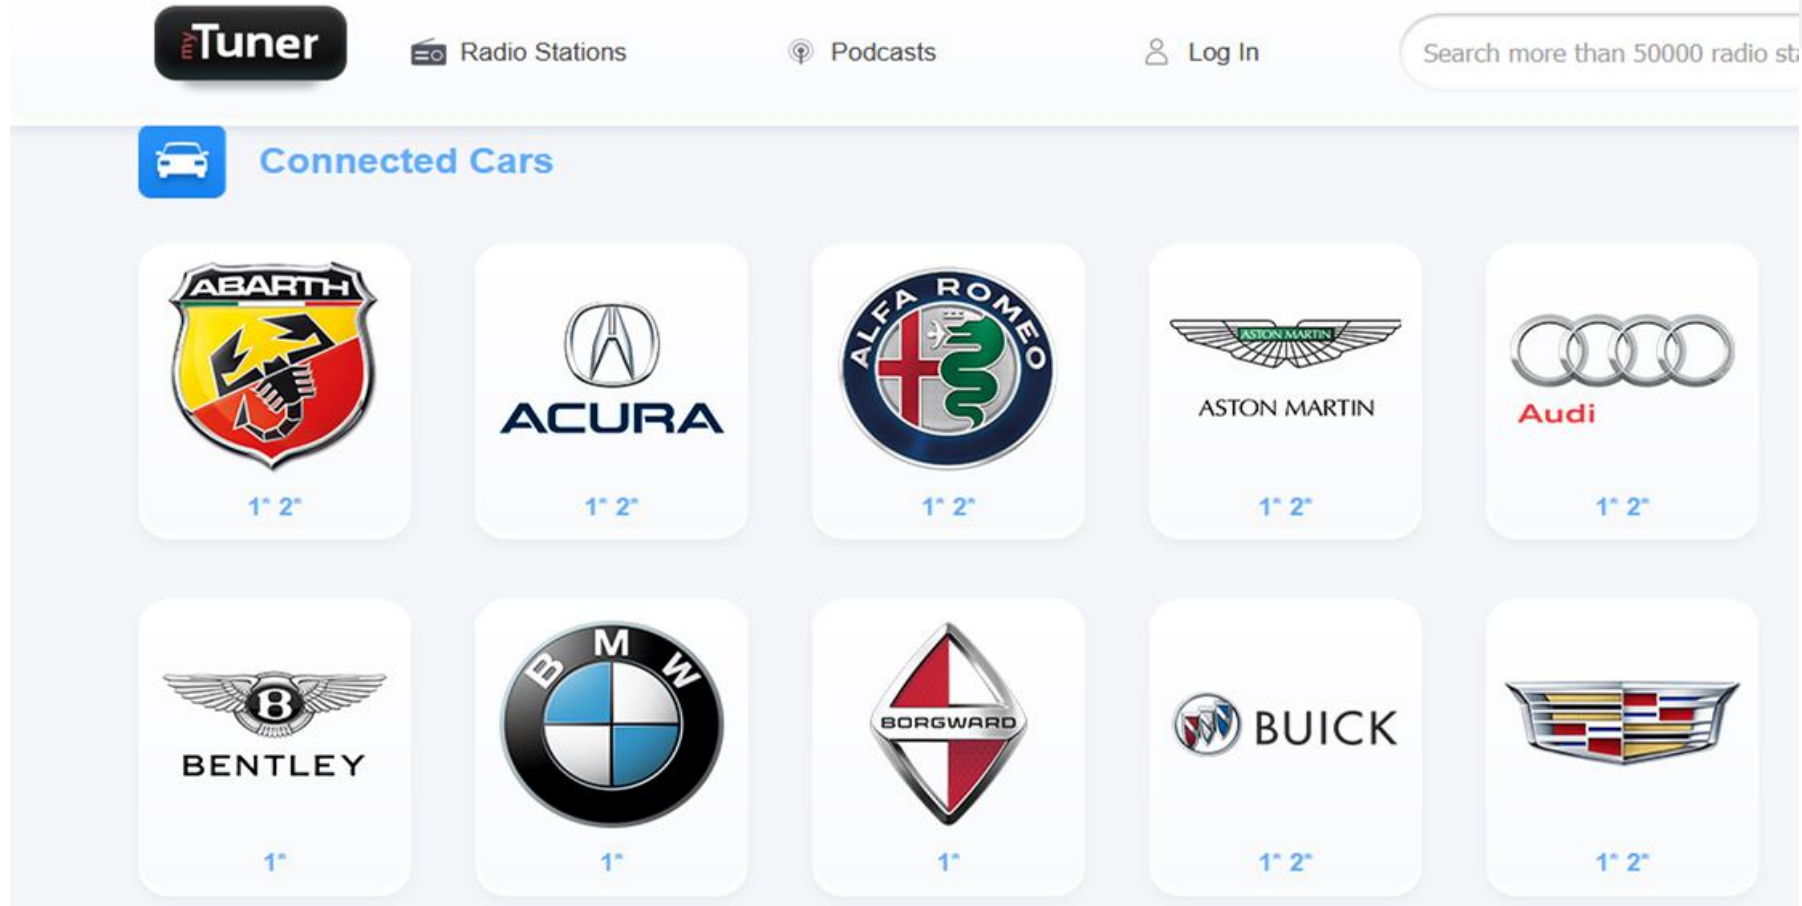 myTuner
Radio Stations
Podcasts
Log In
Search more than 50000 radio sta
Connected Cars
ABARTH
ACURA
ALFA ROMEO
ASTON MARTIN
ASTON MARTIN
Audi
1* 2*
1* 2*
1* 2*
1* 2*
1* 2*
B
BENTLEY
BMW
BORGWARD
BUICK
1*
1*
1*
1* 2*
1* 2*